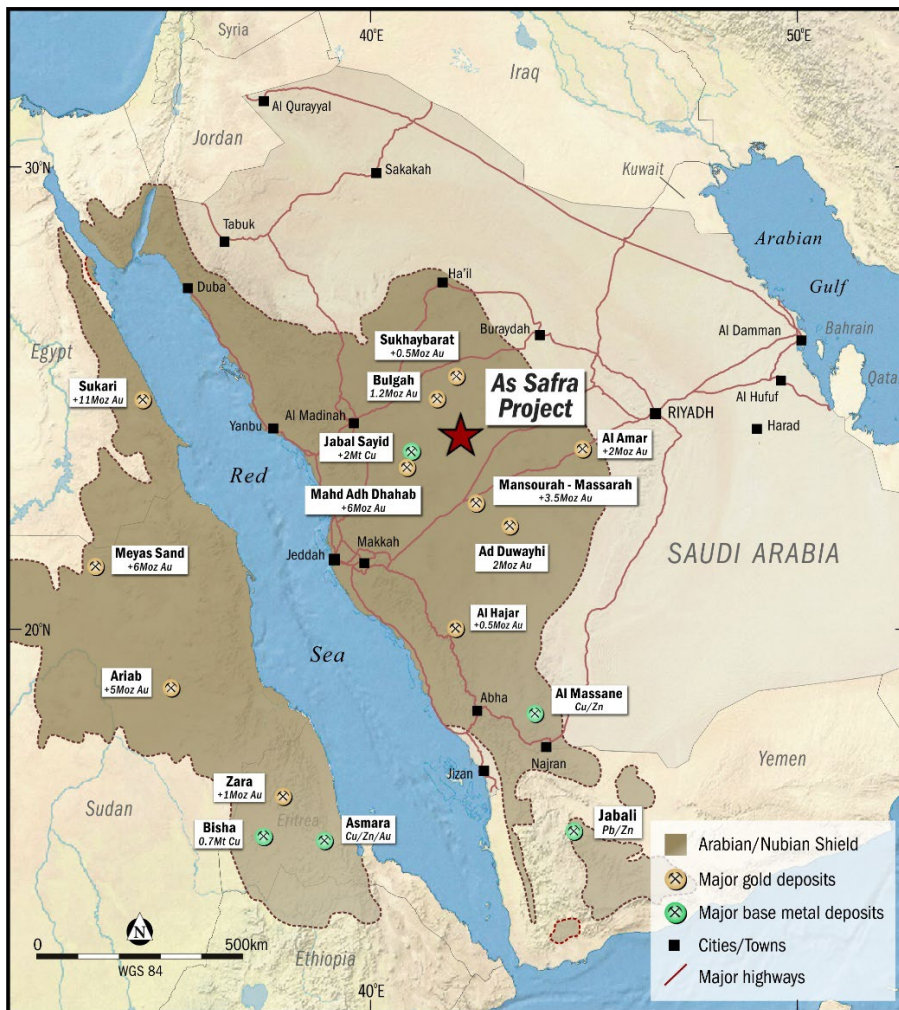 40°E
50°E
Syria
Iraq
Al Qurayyal
Jordan
30°N
Sakakah
Kuwait
Tabuk
Arabian
Gulf
Duba
Ha'il
Buraydah
Al Damman
Bahrain
Sukhaybarat
+0.5Moz Au
Egypt
Qatar
Bulgah
1.2Moz Au
As Safra
Project
Sukari
+11Moz Au
Al Hufuf
Al Madinah
RIYADH
Yanbu
Harad
Jabal Sayid
+2Mt Cu
Al Amar
+2Moz Au
Red
Mahd Adh Dhahab
+6Moz Au
Mansourah - Massarah
+3.5Moz Au
Meyas Sand
+6Moz Au
Jeddah
Makkah
Ad Duwayhi
2Moz Au
SAUDI ARABIA
Al Hajar
+0.5Moz Au
20°N
Sea
Ariab
+5Moz Au
Abha
Al Massane
Cu/Zn
Najran
Jizan
Yemen
Zara
+1Moz Au
Sudan
Eritrea
Bisha
0.7Mt Cu
Asmara
Cu/Zn/Au
Jabali
Pb/Zn
Arabian/Nubian Shield
Major gold deposits
Major base metal deposits
Cities/Towns
Major highways
N
0
500km
WGS 84
Ethiopia
40°E